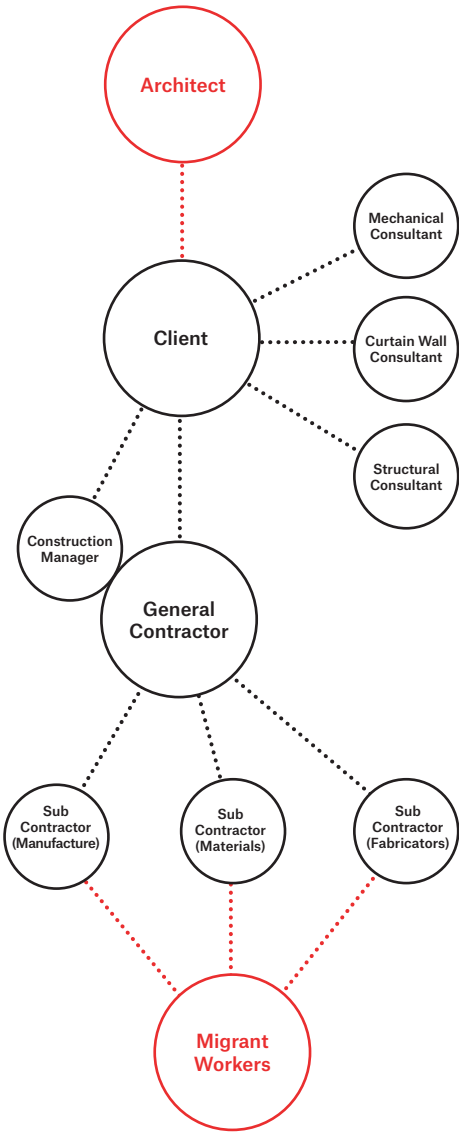 Architect
Mechanical
Consultant
Client
Curtain Wall
Consultant
Structural
Consultant
Construction
Manager
General
Contractor
Sub
Contractor
(Manufacture)
Sub
Contractor
(Materials)
Sub
Contractor
(Fabricators)
Migrant
Workers